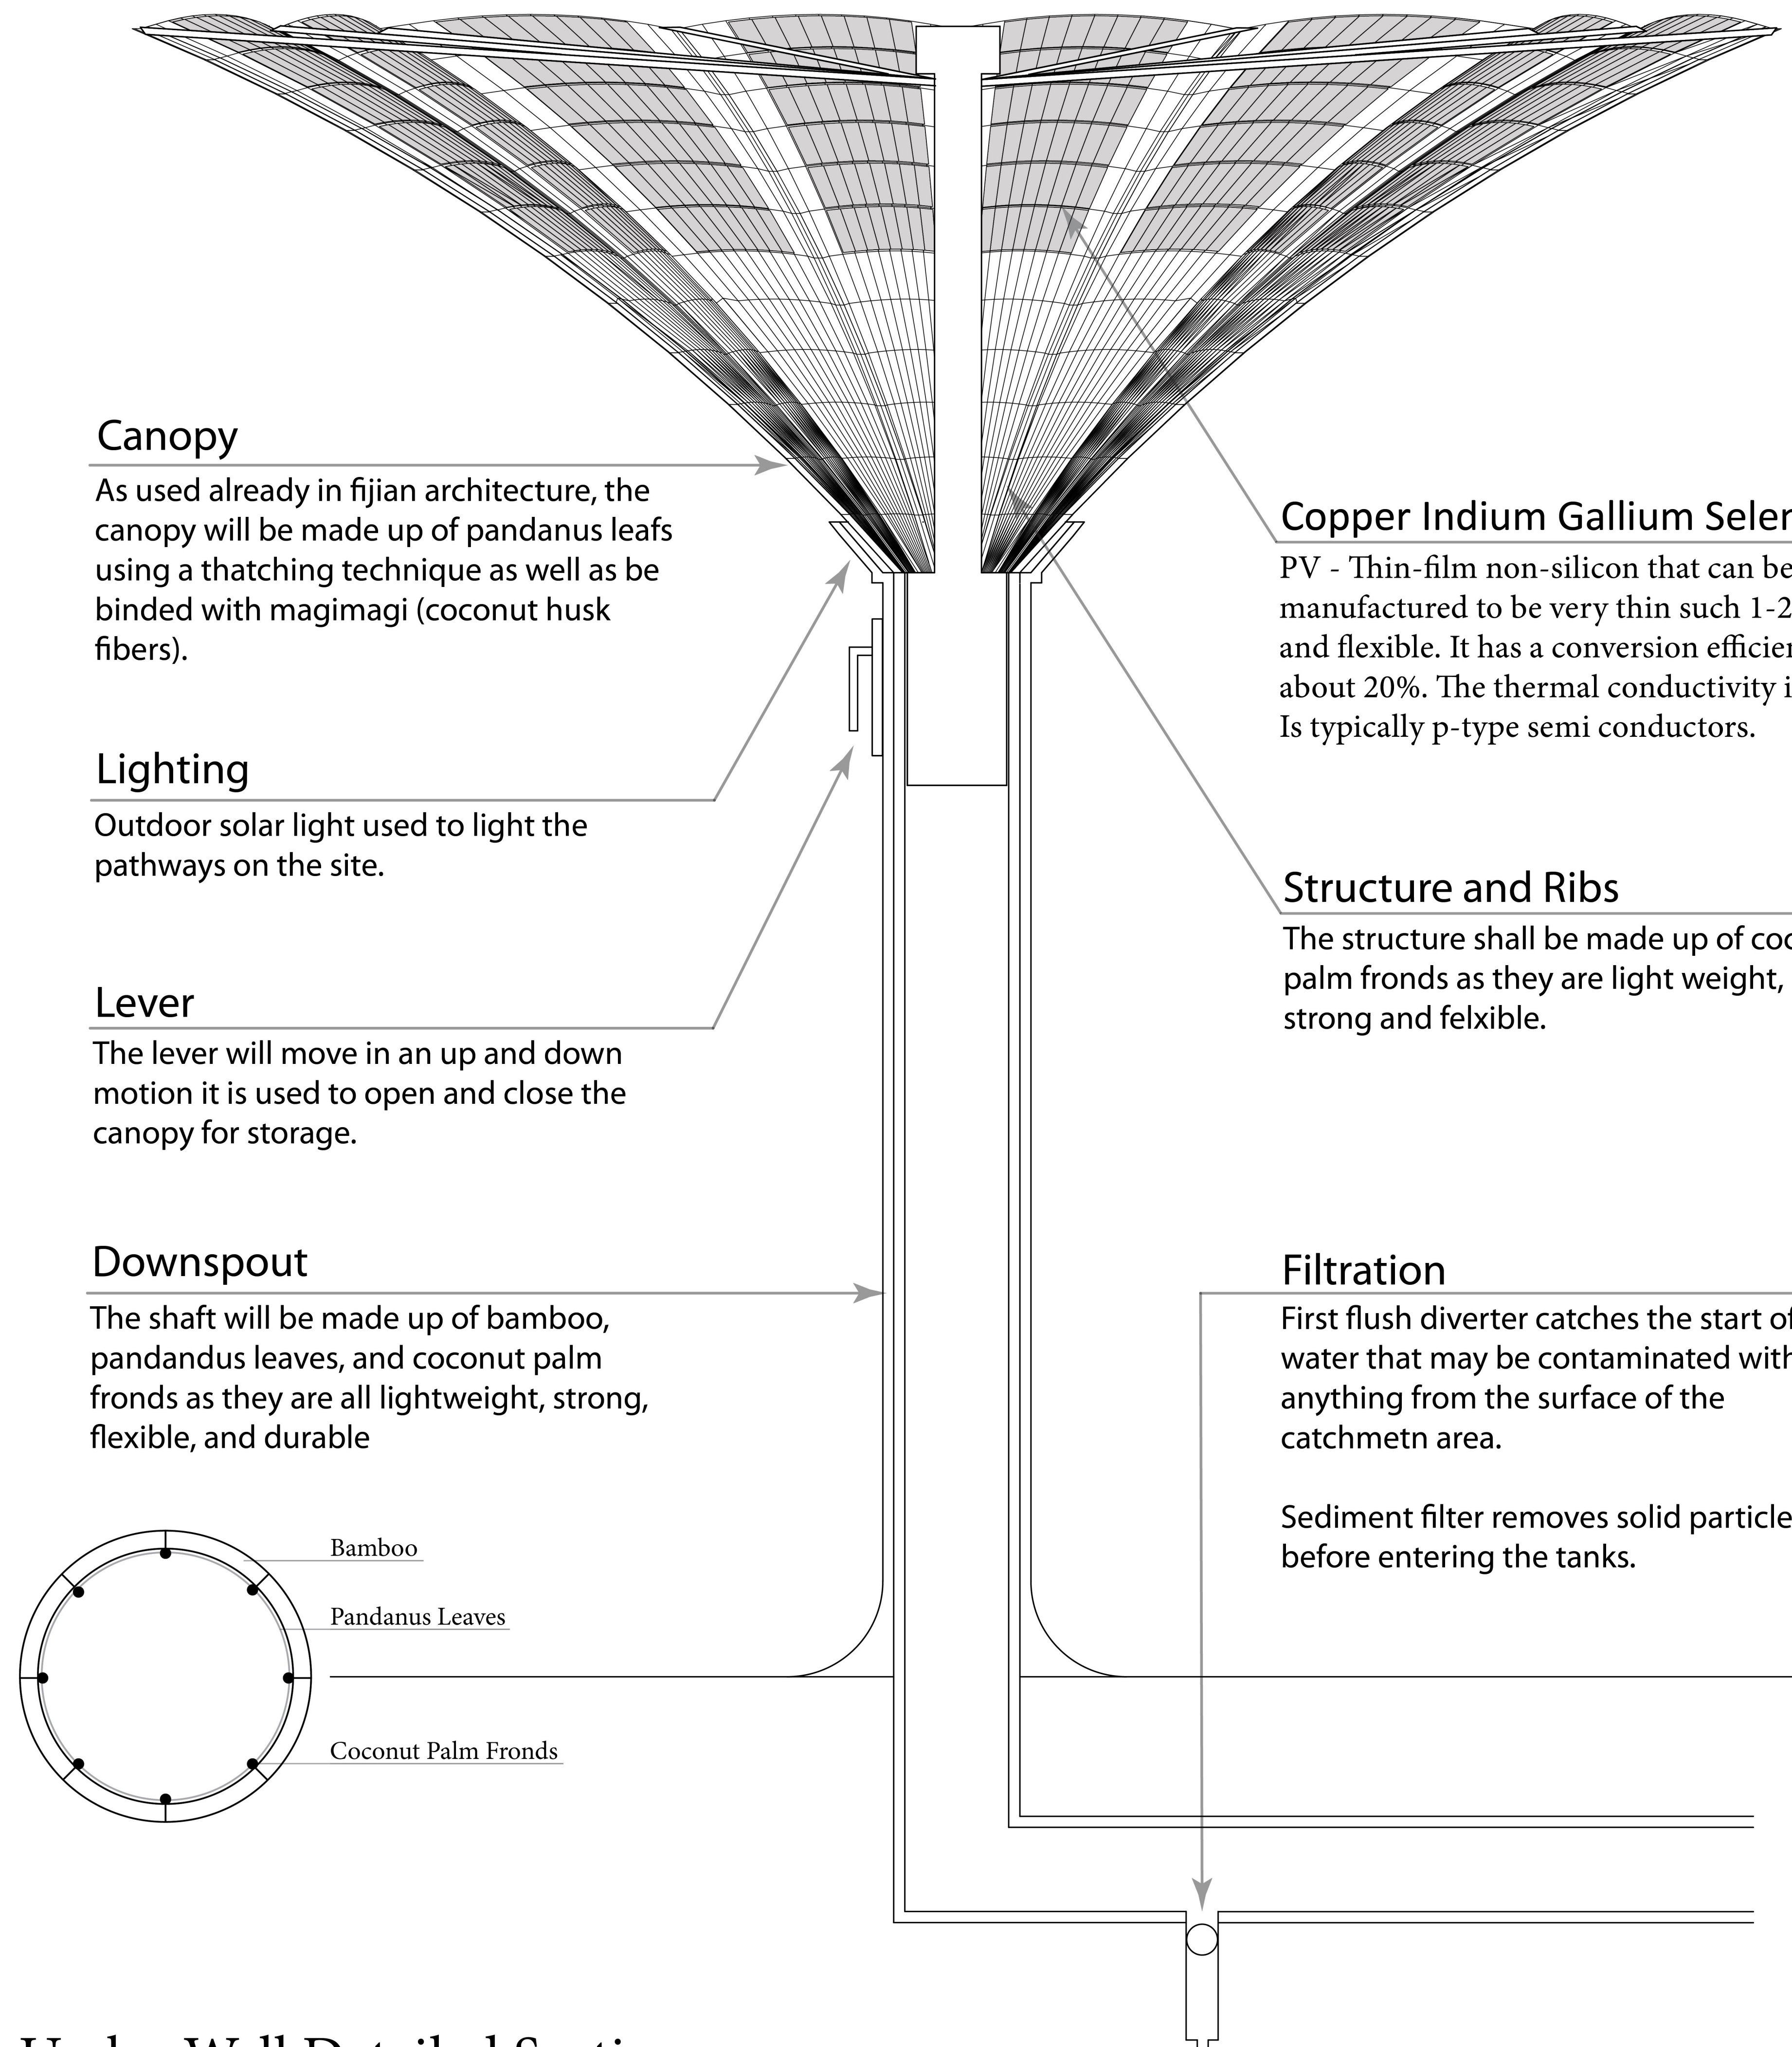 Canopy
As used already in fijian architecture, the
canopy will be made up of pandanus leafs
using a thatching technique as well as be
binded with magimagi (coconut husk
fibers).
Lighting
Outdoor solar light used to light the
pathways on the site.
Lever
The lever will move in an up and down
motion it is used to open and close the
canopy for storage.
Downspout
The shaft will be made up of bamboo,
pandandus leaves, and coconut palm
fronds as they are all lightweight, strong,
flexible, and durable
Bamboo
Pandanus Leaves
Coconut Palm Fronds
Copper Indium Gallium
PV - Thin-film non-silicon that can be
manufactured to be very thin such 1-2
and flexible. It has a conversion
about 20%. The thermal conductivity
Is typically p-type semi conductors.
Structure and Ribs
The structure shall be made up of
palm fronds as they are light weight,
strong and felxible.
Filtration
First flush diverter catches the start of
water that may be contaminated with
anything from the surface of the
catchmetn area.
Sediment filter removes solid particle
before entering the tanks.